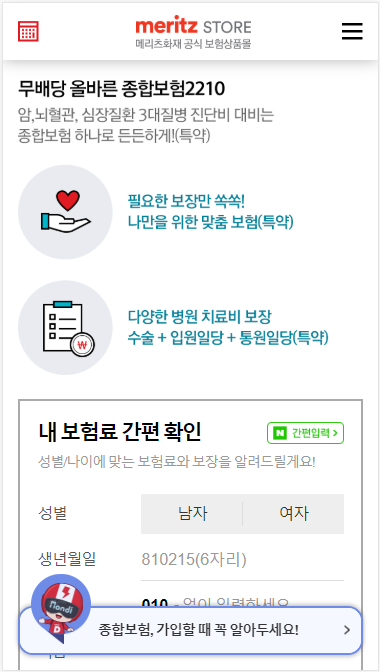 meritz STORE
메리츠화재 공식 보험상품몰
무배당 올바른 종합보험2210
암,뇌혈관, 심장질환 3대질병 진단비 대비는
종합보험 하나로 든든하게!(특약)
필요한 보장만 쏙쏙!
나만을 위한 맞춤 보험(특약)
다양한 병원 치료비 보장
수술 + 입원일당 + 통원일당(특약)
₩
내 보험료 간편 확인
N 간편입력 >
성별/나이에 맞는 보험료와 보장을 알려드릴게요!
성별 남자 여자
생년월일 810215(6자리)
010 - 없이 입력하세요
Mondi
D
종합보험, 가입할 때 꼭 알아두세요! >